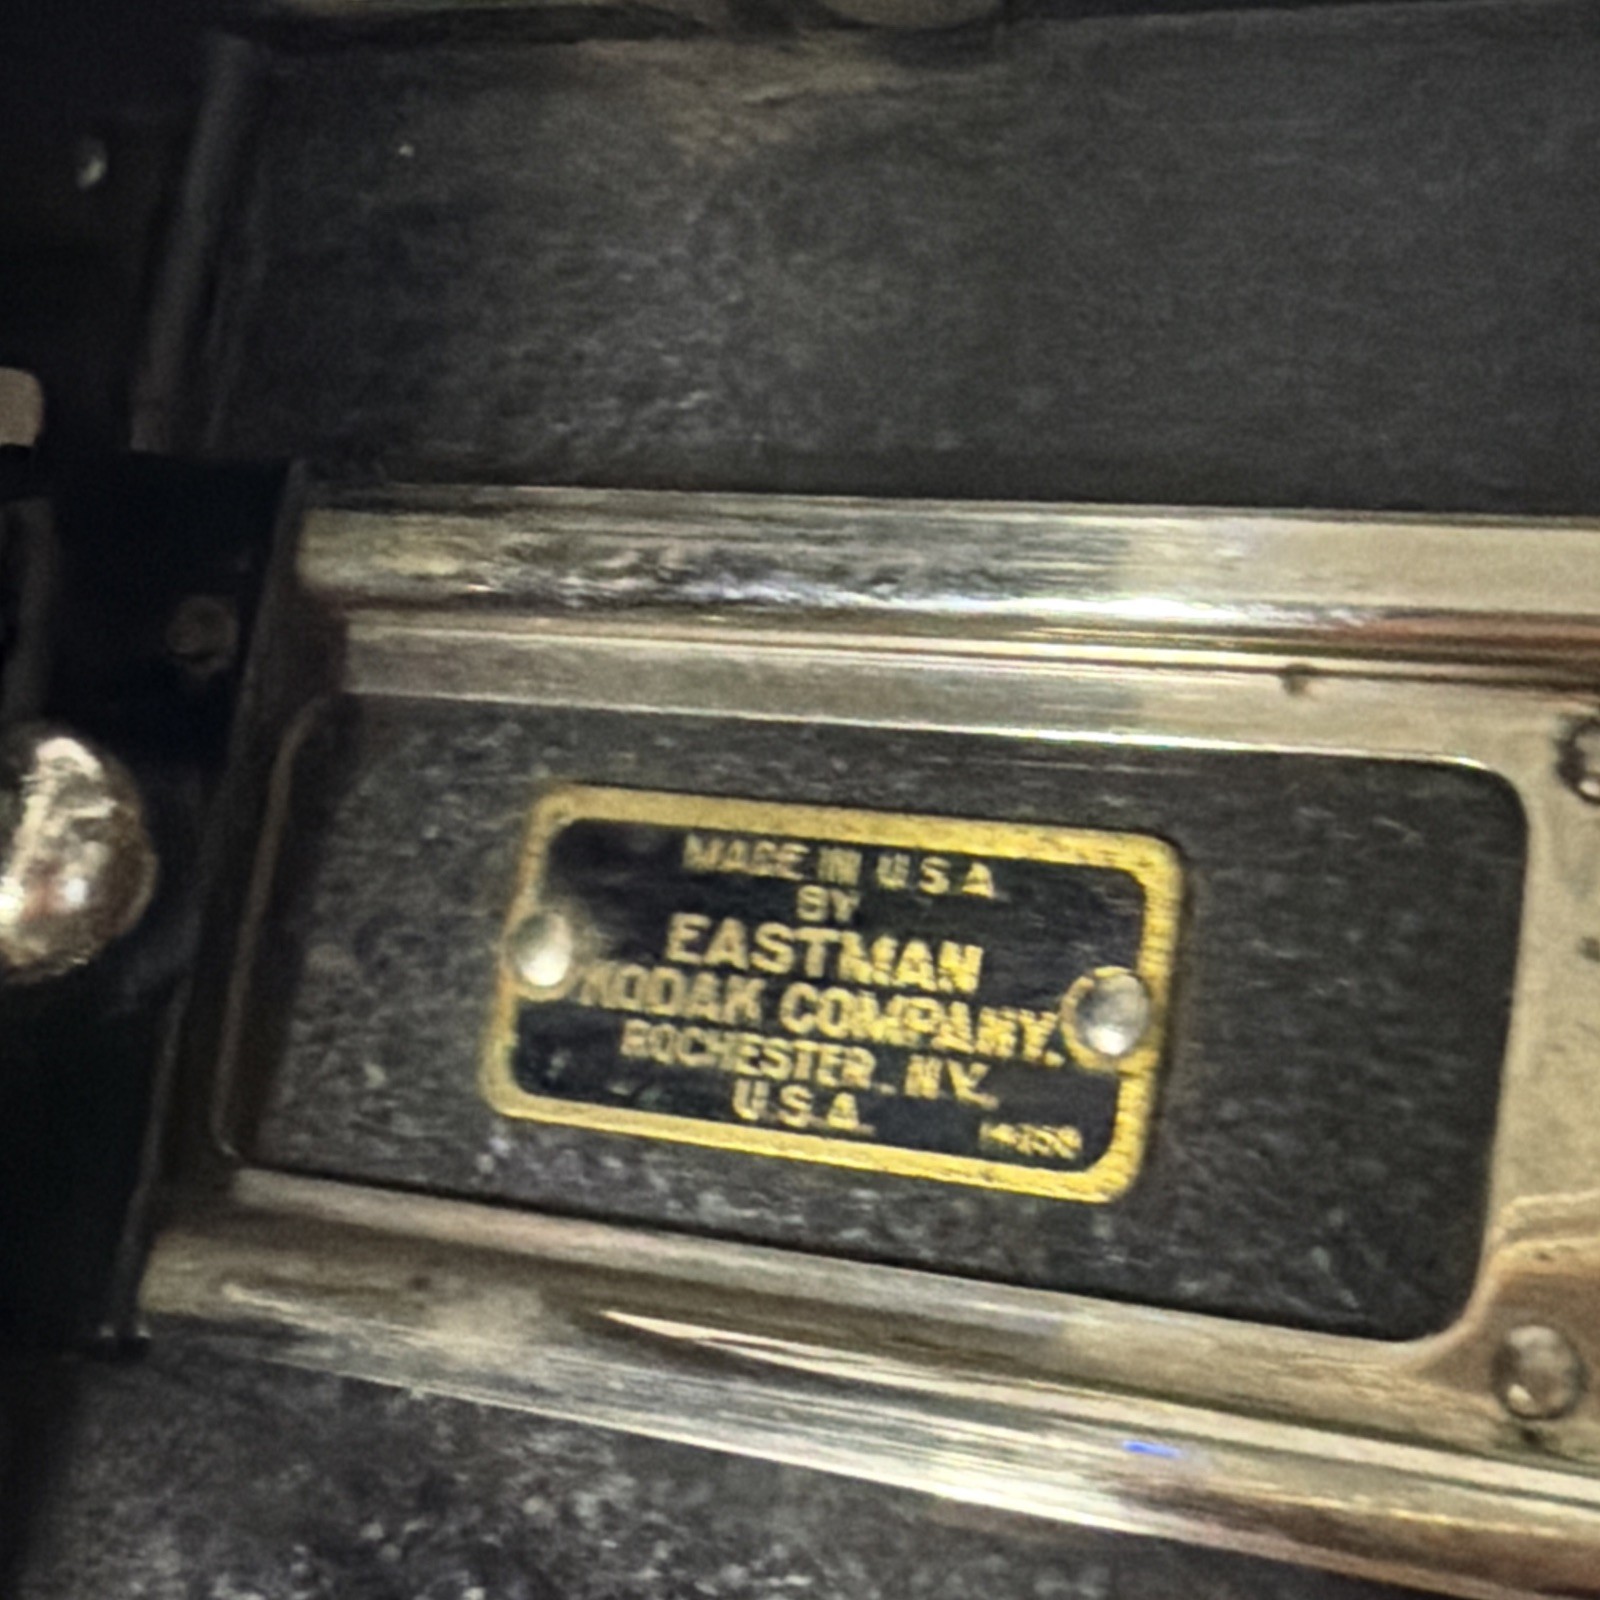 MADE IN U.S.A.
BY
EASTMAN
KODAK COMPANY.
ROCHESTER. N.Y.
U.S.A.